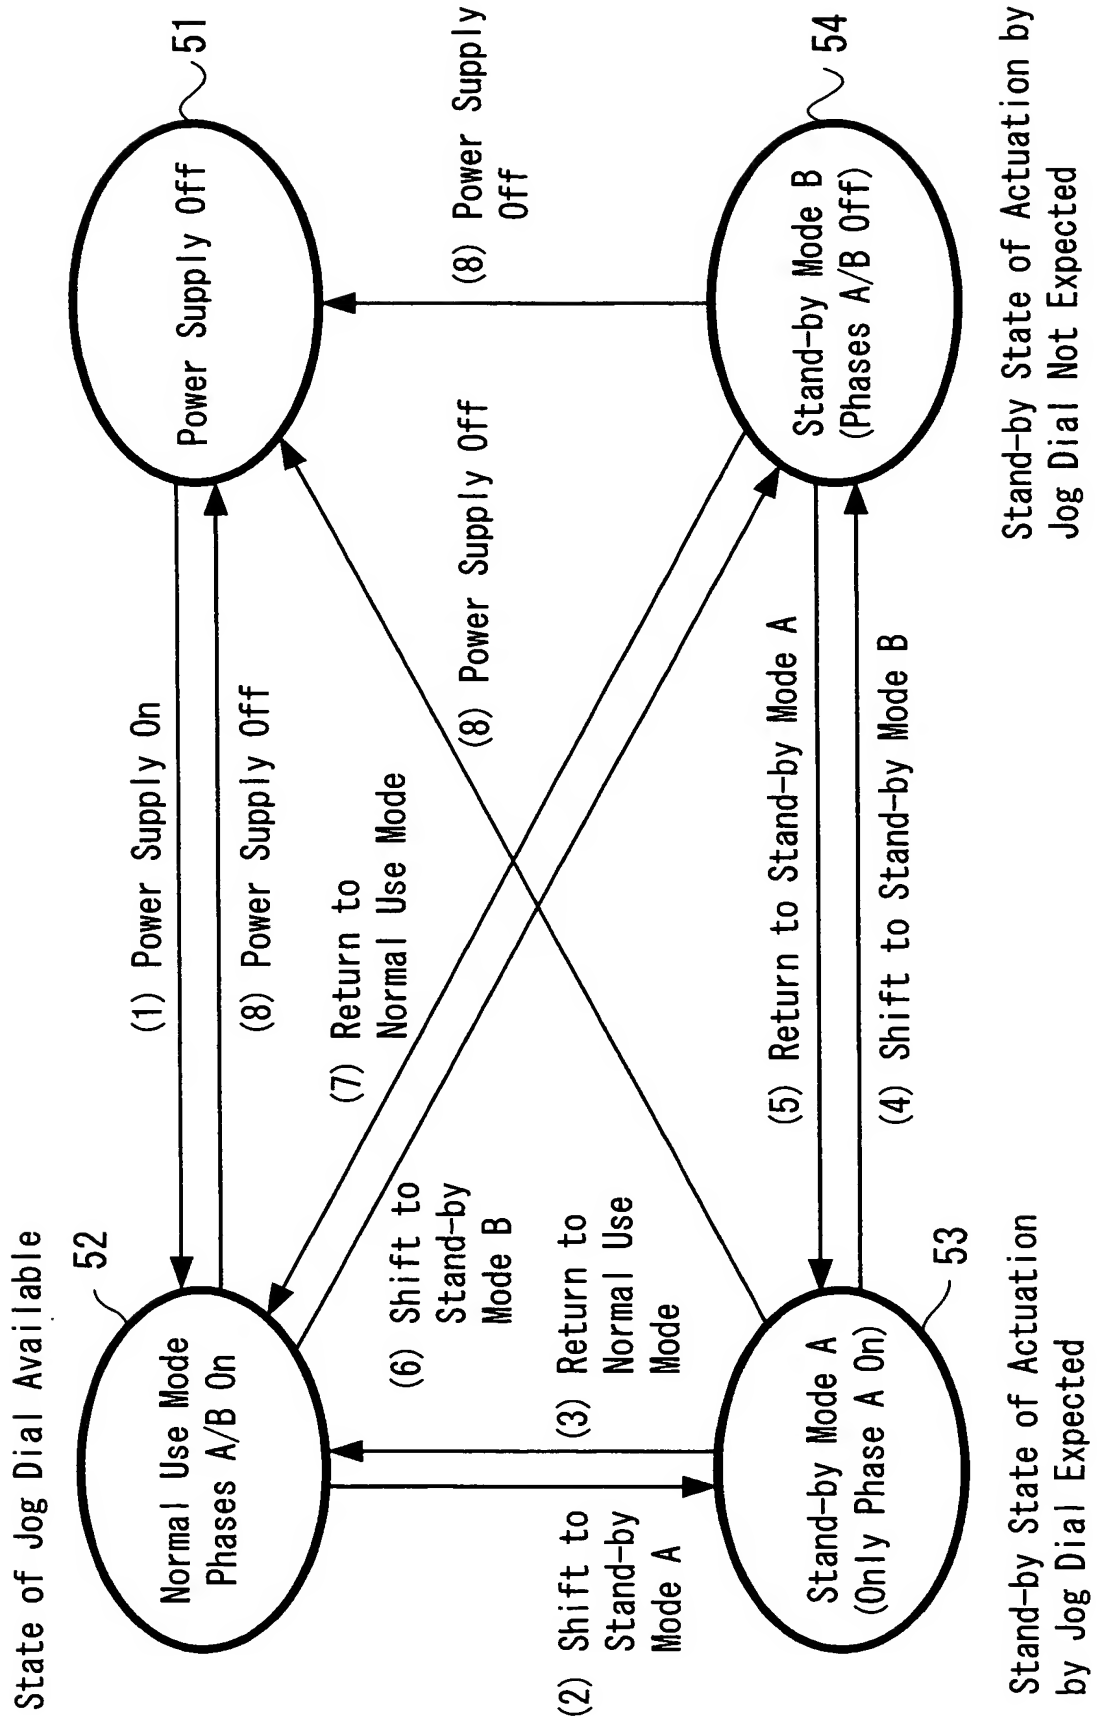 State of Jog Dial Available
52
Normal Use Mode
Phases A/B On
(1) Power Supply On
(8) Power Supply Off
Power Supply Off
51
(7) Return to
Normal Use Mode
(6) Shift to
Stand-by
Mode B
(8) Power Supply Off
(8) Power Supply
Off
(2) Shift to
Stand-by
Mode A
(3) Return to
Normal Use
Mode
(5) Return to Stand-by Mode A
(4) Shift to Stand-by Mode B
Stand-by Mode A
(Only Phase A On)
53
Stand-by Mode B
(Phases A/B Off)
54
Stand-by State of Actuation
by Jog Dial Expected
Stand-by State of Actuation by
Jog Dial Not Expected